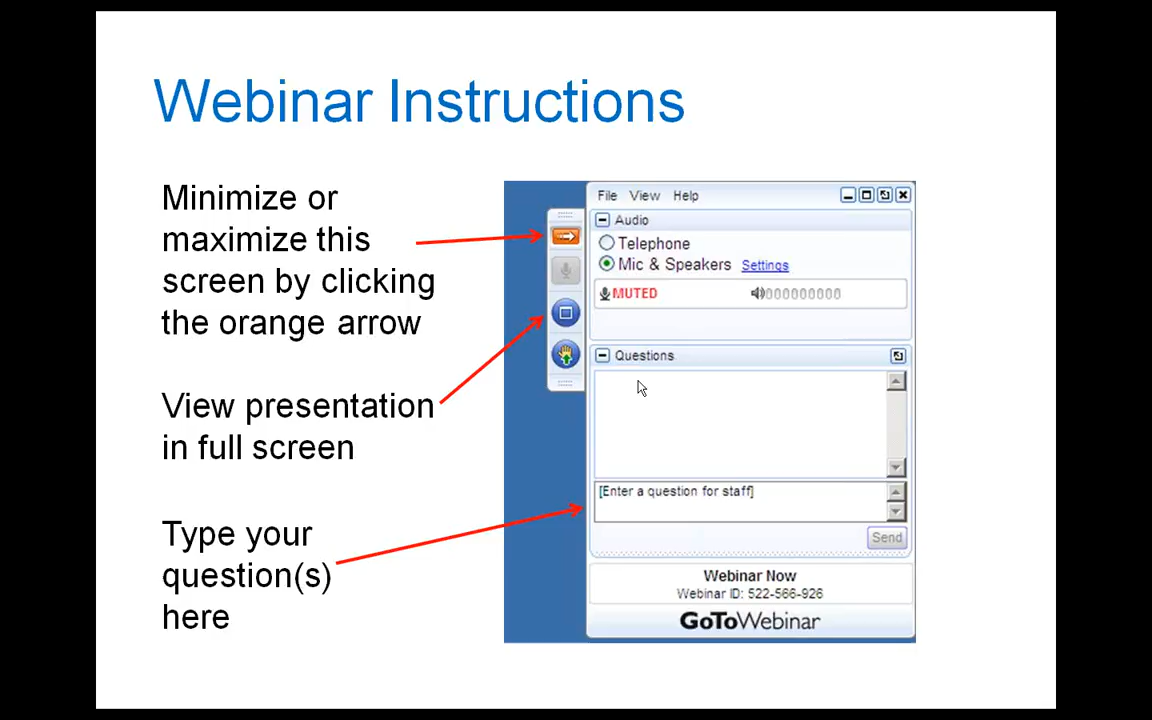 Webinar Instructions
Minimize or
maximize this
screen by clicking
the orange arrow
View presentation
in full screen
Type your
question(s)
here
File View Help
Audio
Telephone
Mic & Speakers Settings
MUTED 000000000
Questions
[Enter a question for staff]
Send
Webinar Now
Webinar ID: 522-566-926
GoToWebinar